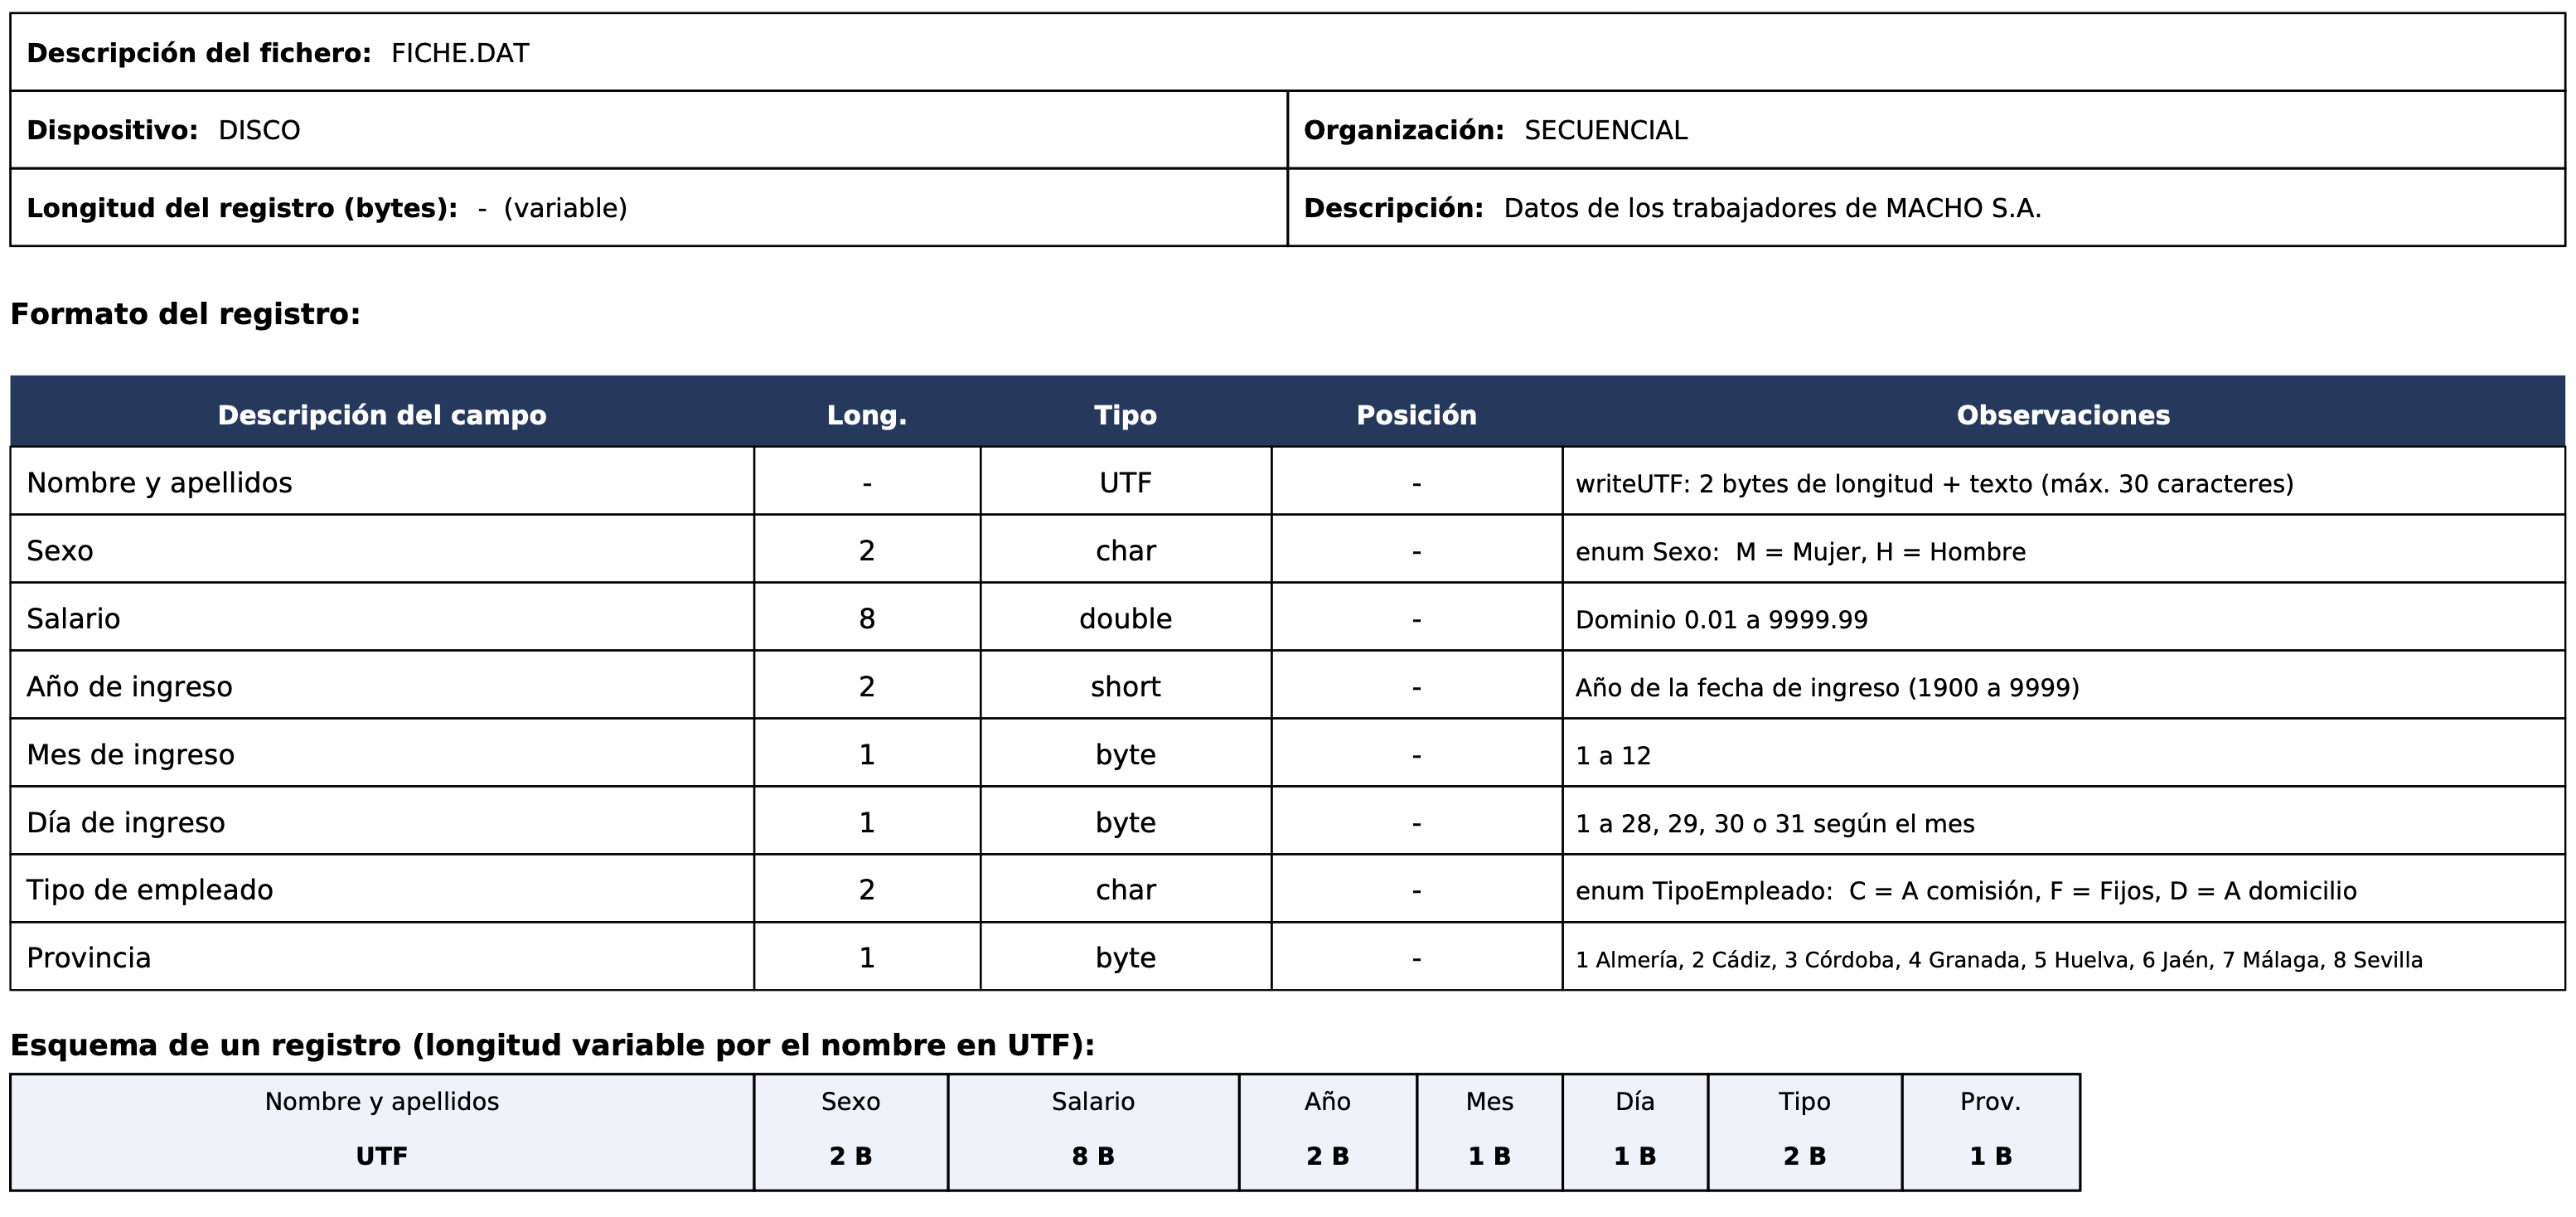 Descripción del fichero: FICHE.DAT
Dispositivo: DISCO
Organización: SECUENCIAL
Longitud del registro (bytes): - (variable)
Descripción: Datos de los trabajadores de MACHO S.A.
Formato del registro:
Descripción del campo Long. Tipo Posición Observaciones
Nombre y apellidos - UTF - writeUTF: 2 bytes de longitud + texto (máx. 30 caracteres)
Sexo 2 char - enum Sexo: M = Mujer, H = Hombre
Salario 8 double - Dominio 0.01 a 9999.99
Año de ingreso 2 short - Año de la fecha de ingreso (1900 a 9999)
Mes de ingreso 1 byte - 1 a 12
Día de ingreso 1 byte - 1 a 28, 29, 30 o 31 según el mes
Tipo de empleado 2 char - enum TipoEmpleado: C = A comisión, F = Fijos, D = A domicilio
Provincia 1 byte - 1 Almería, 2 Cádiz, 3 Córdoba, 4 Granada, 5 Huelva, 6 Jaén, 7 Málaga, 8 Sevilla
Esquema de un registro (longitud variable por el nombre en UTF):
Nombre y apellidos Sexo Salario Año Mes Día Tipo Prov.
UTF 2 B 8 B 2 B 1 B 1 B 2 B 1 B